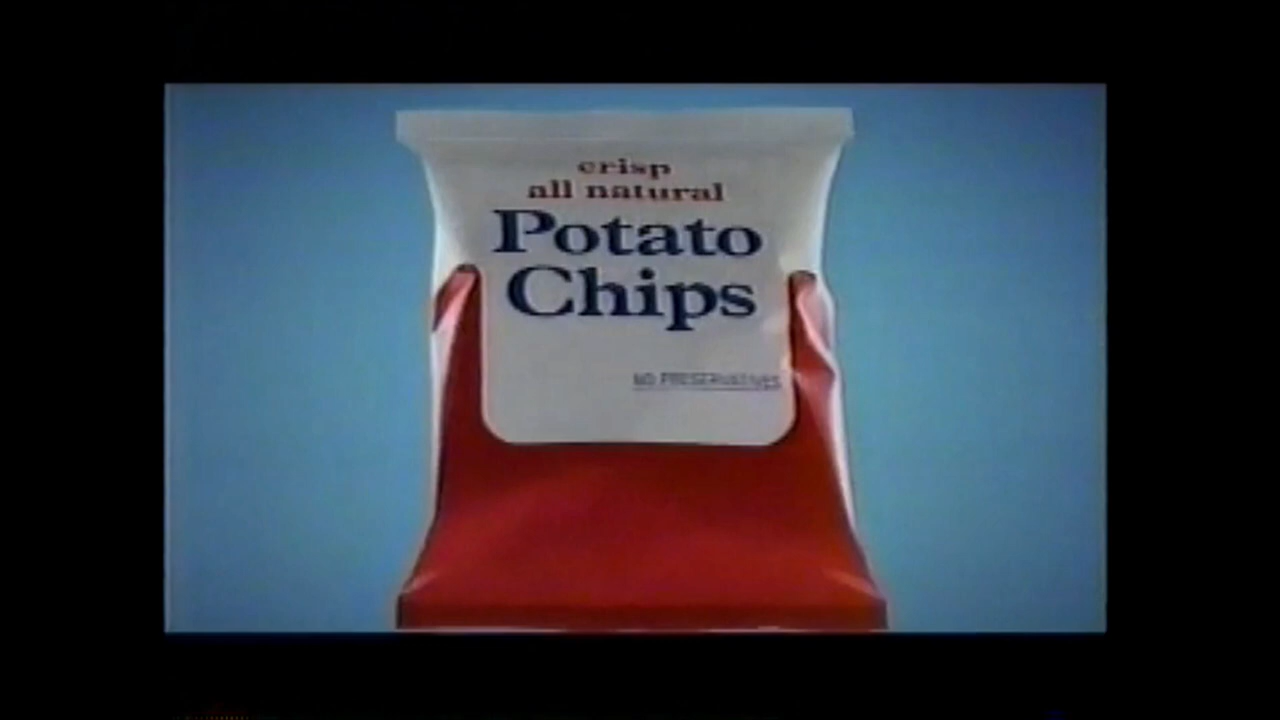 crisp
all natural
Potato
Chips
NO PRESERVATIVES